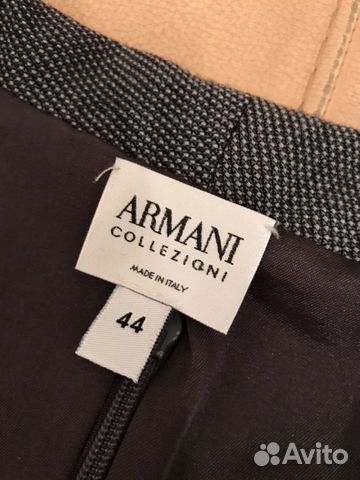 ARMANI
COLLEZIONI
MADE IN ITALY
44
Avito